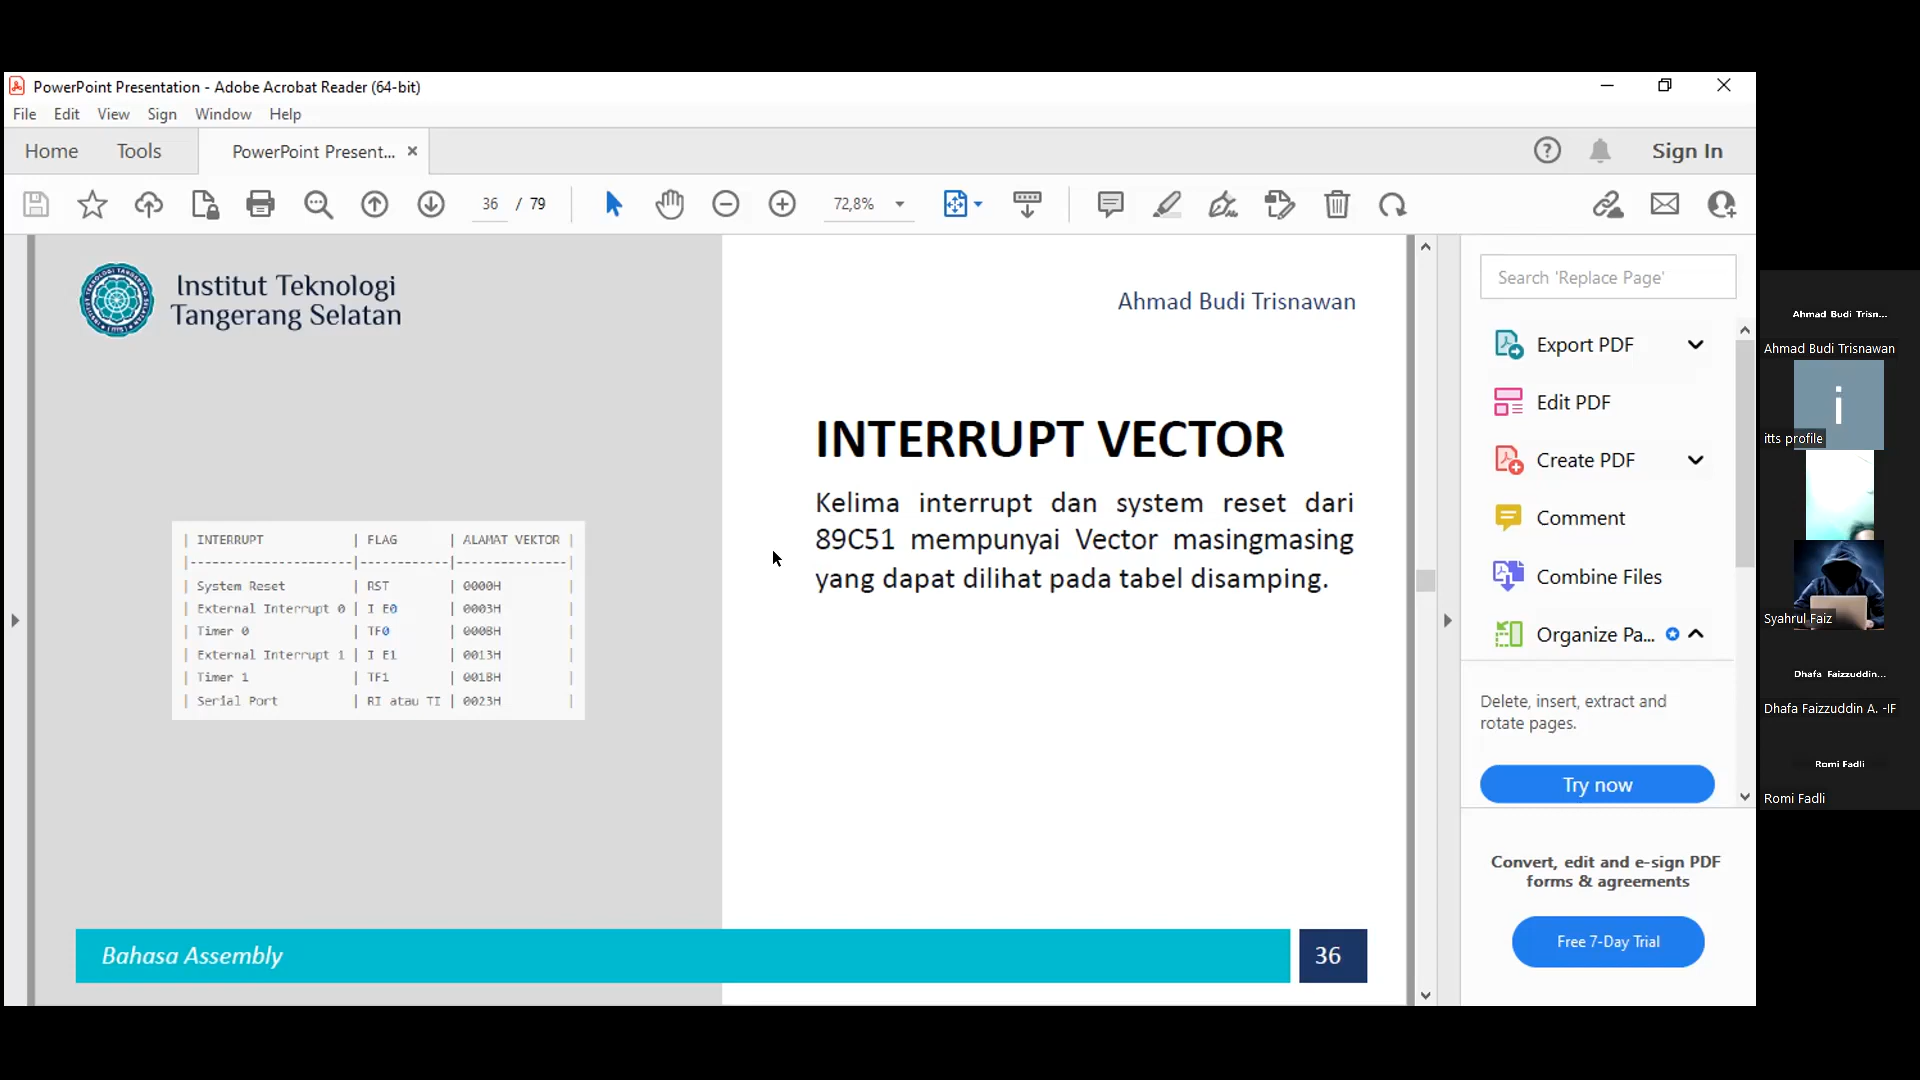 PowerPoint Presentation - Adobe Acrobat Reader (64-bit)
File Edit View Sign Window Help
Home Tools PowerPoint Present... × Sign In
36 / 79 72,8%
Institut Teknologi
Tangerang Selatan
Ahmad Budi Trisnawan
INTERRUPT VECTOR
Kelima interrupt dan system reset dari
89C51 mempunyai Vector masingmasing
yang dapat dilihat pada tabel disamping.
| INTERRUPT | FLAG | ALAMAT VEKTOR |
|---------------------|-----------|---------------|
| System Reset | RST | 0000H |
| External Interrupt 0 | I E0 | 0003H |
| Timer 0 | TF0 | 000BH |
| External Interrupt 1 | I E1 | 0013H |
| Timer 1 | TF1 | 001BH |
| Serial Port | RI atau TI | 0023H |
Bahasa Assembly
36
Search 'Replace Page'
Export PDF
Edit PDF
Create PDF
Comment
Combine Files
Organize Pa...
Delete, insert, extract and
rotate pages.
Try now
Convert, edit and e-sign PDF
forms & agreements
Free 7-Day Trial
Ahmad Budi Trisn...
Ahmad Budi Trisnawan
i
itts profile
Syahrul Faiz
Dhafa Faizzuddin...
Dhafa Faizzuddin A. -IF
Romi Fadli
Romi Fadli